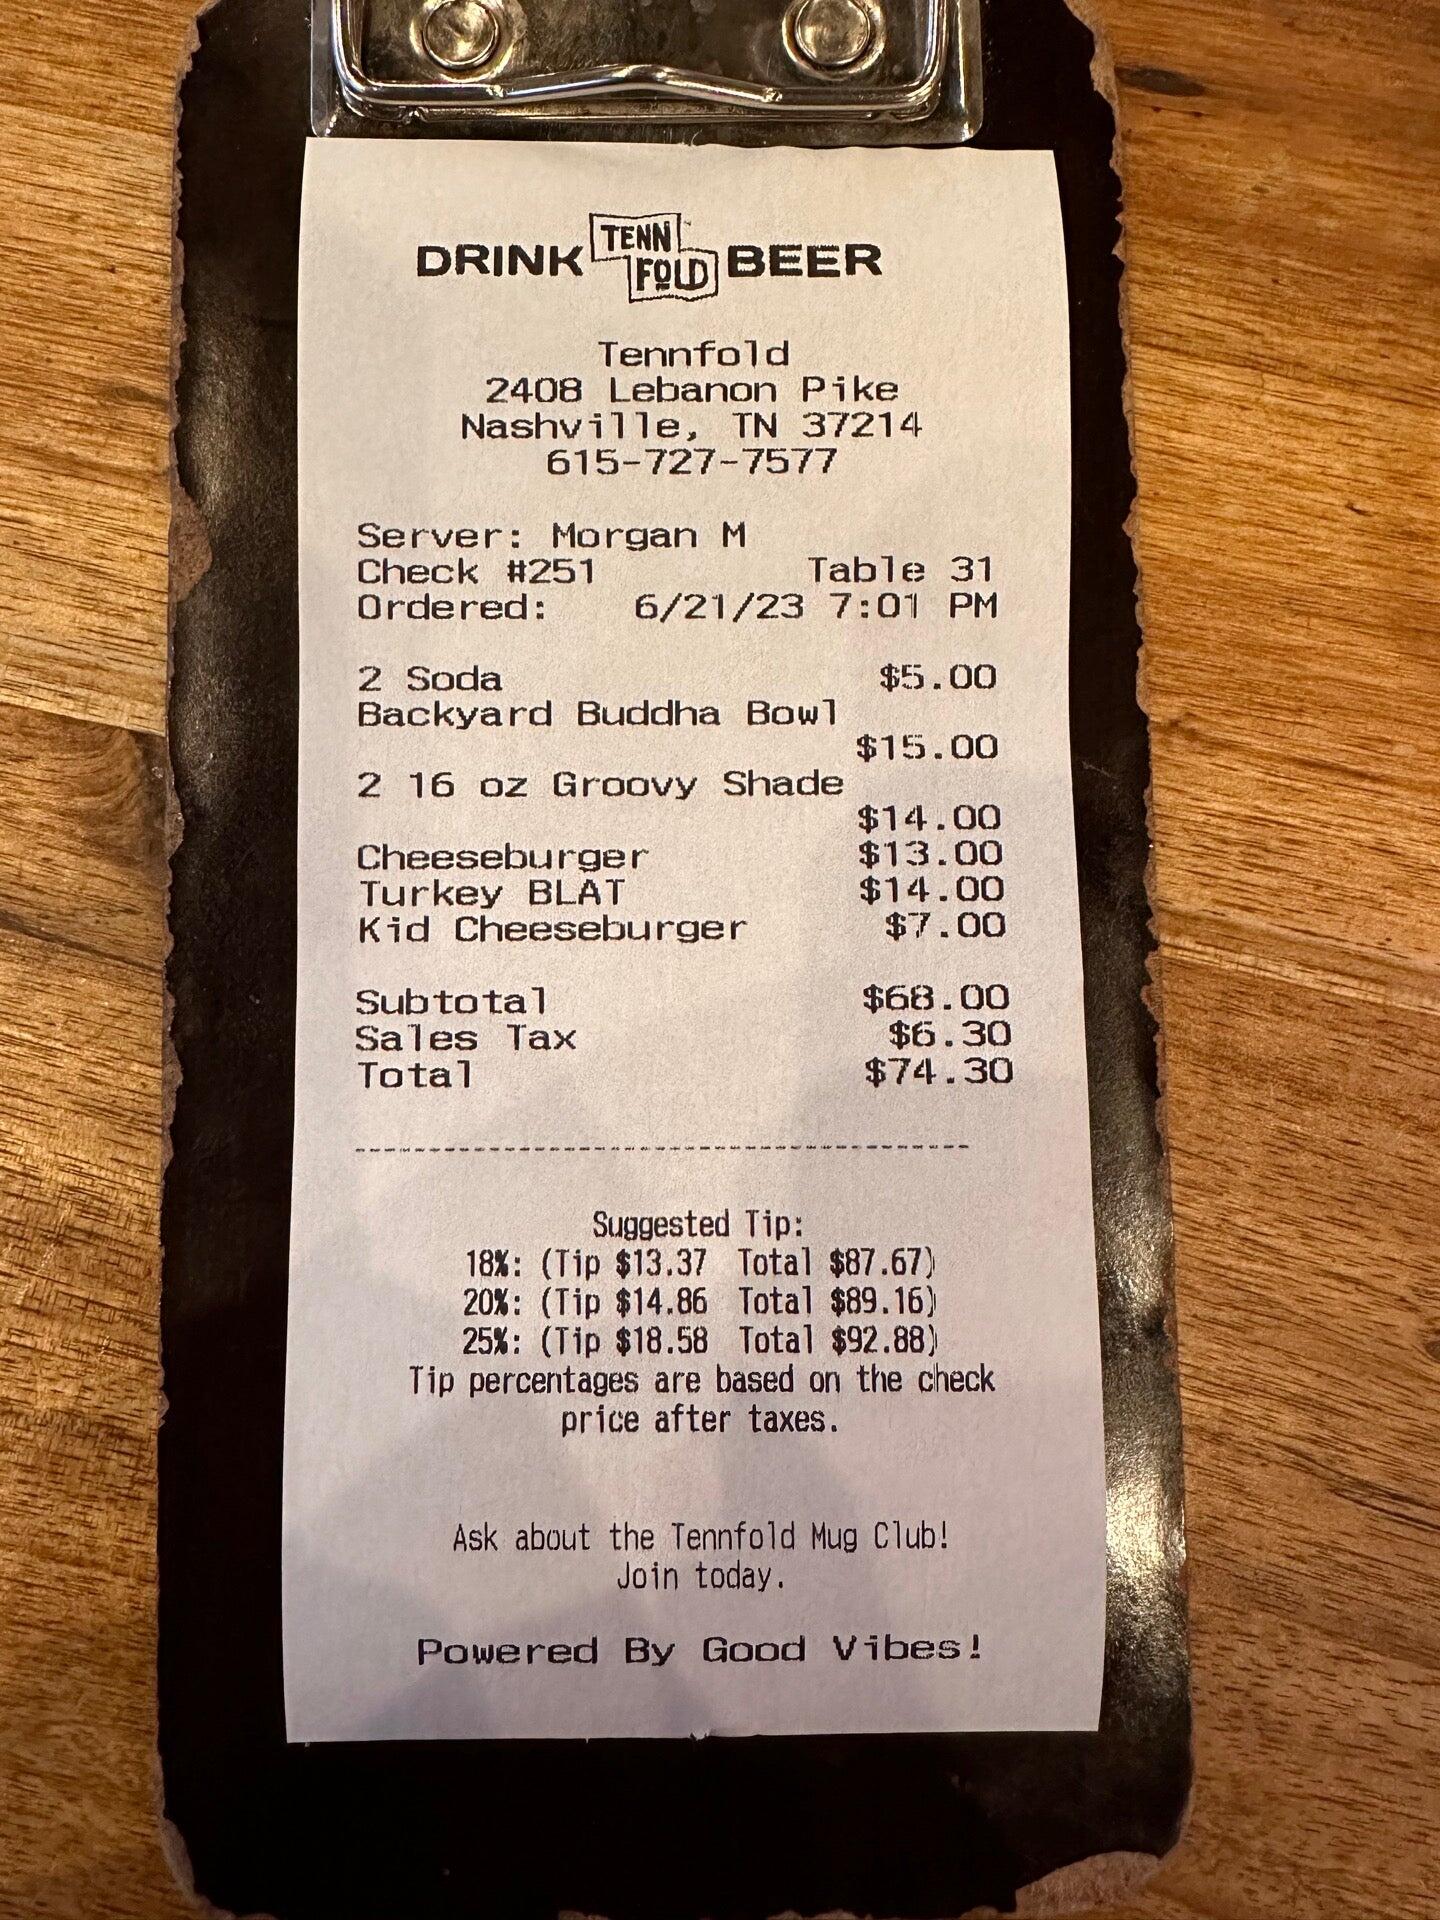 DRINK TENN FOLD BEER
Tennfold
2408 Lebanon Pike
Nashville, TN 37214
615-727-7577
Server: Morgan M
Check #251 Table 31
Ordered: 6/21/23 7:01 PM
2 Soda $5.00
Backyard Buddha Bowl
$15.00
2 16 oz Groovy Shade
$14.00
Cheeseburger $13.00
Turkey BLAT $14.00
Kid Cheeseburger $7.00
Subtotal $68.00
Sales Tax $6.30
Total $74.30
Suggested Tip:
18%: (Tip $13.37 Total $87.67)
20%: (Tip $14.86 Total $89.16)
25%: (Tip $18.58 Total $92.88)
Tip percentages are based on the check
price after taxes.
Ask about the Tennfold Mug Club!
Join today.
Powered By Good Vibes!